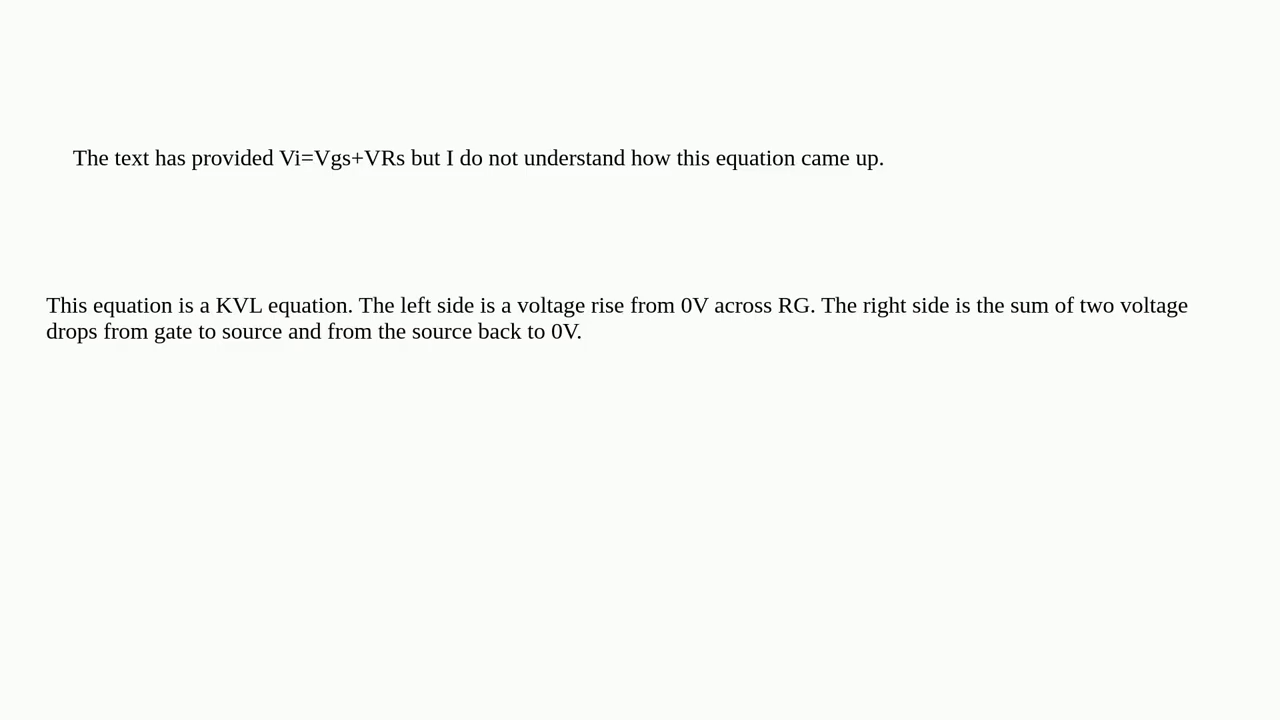 The text has provided Vi=Vgs+VRs but I do not understand how this equation came up.
This equation is a KVL equation. The left side is a voltage rise from 0V across RG. The right side is the sum of two voltage
drops from gate to source and from the source back to 0V.